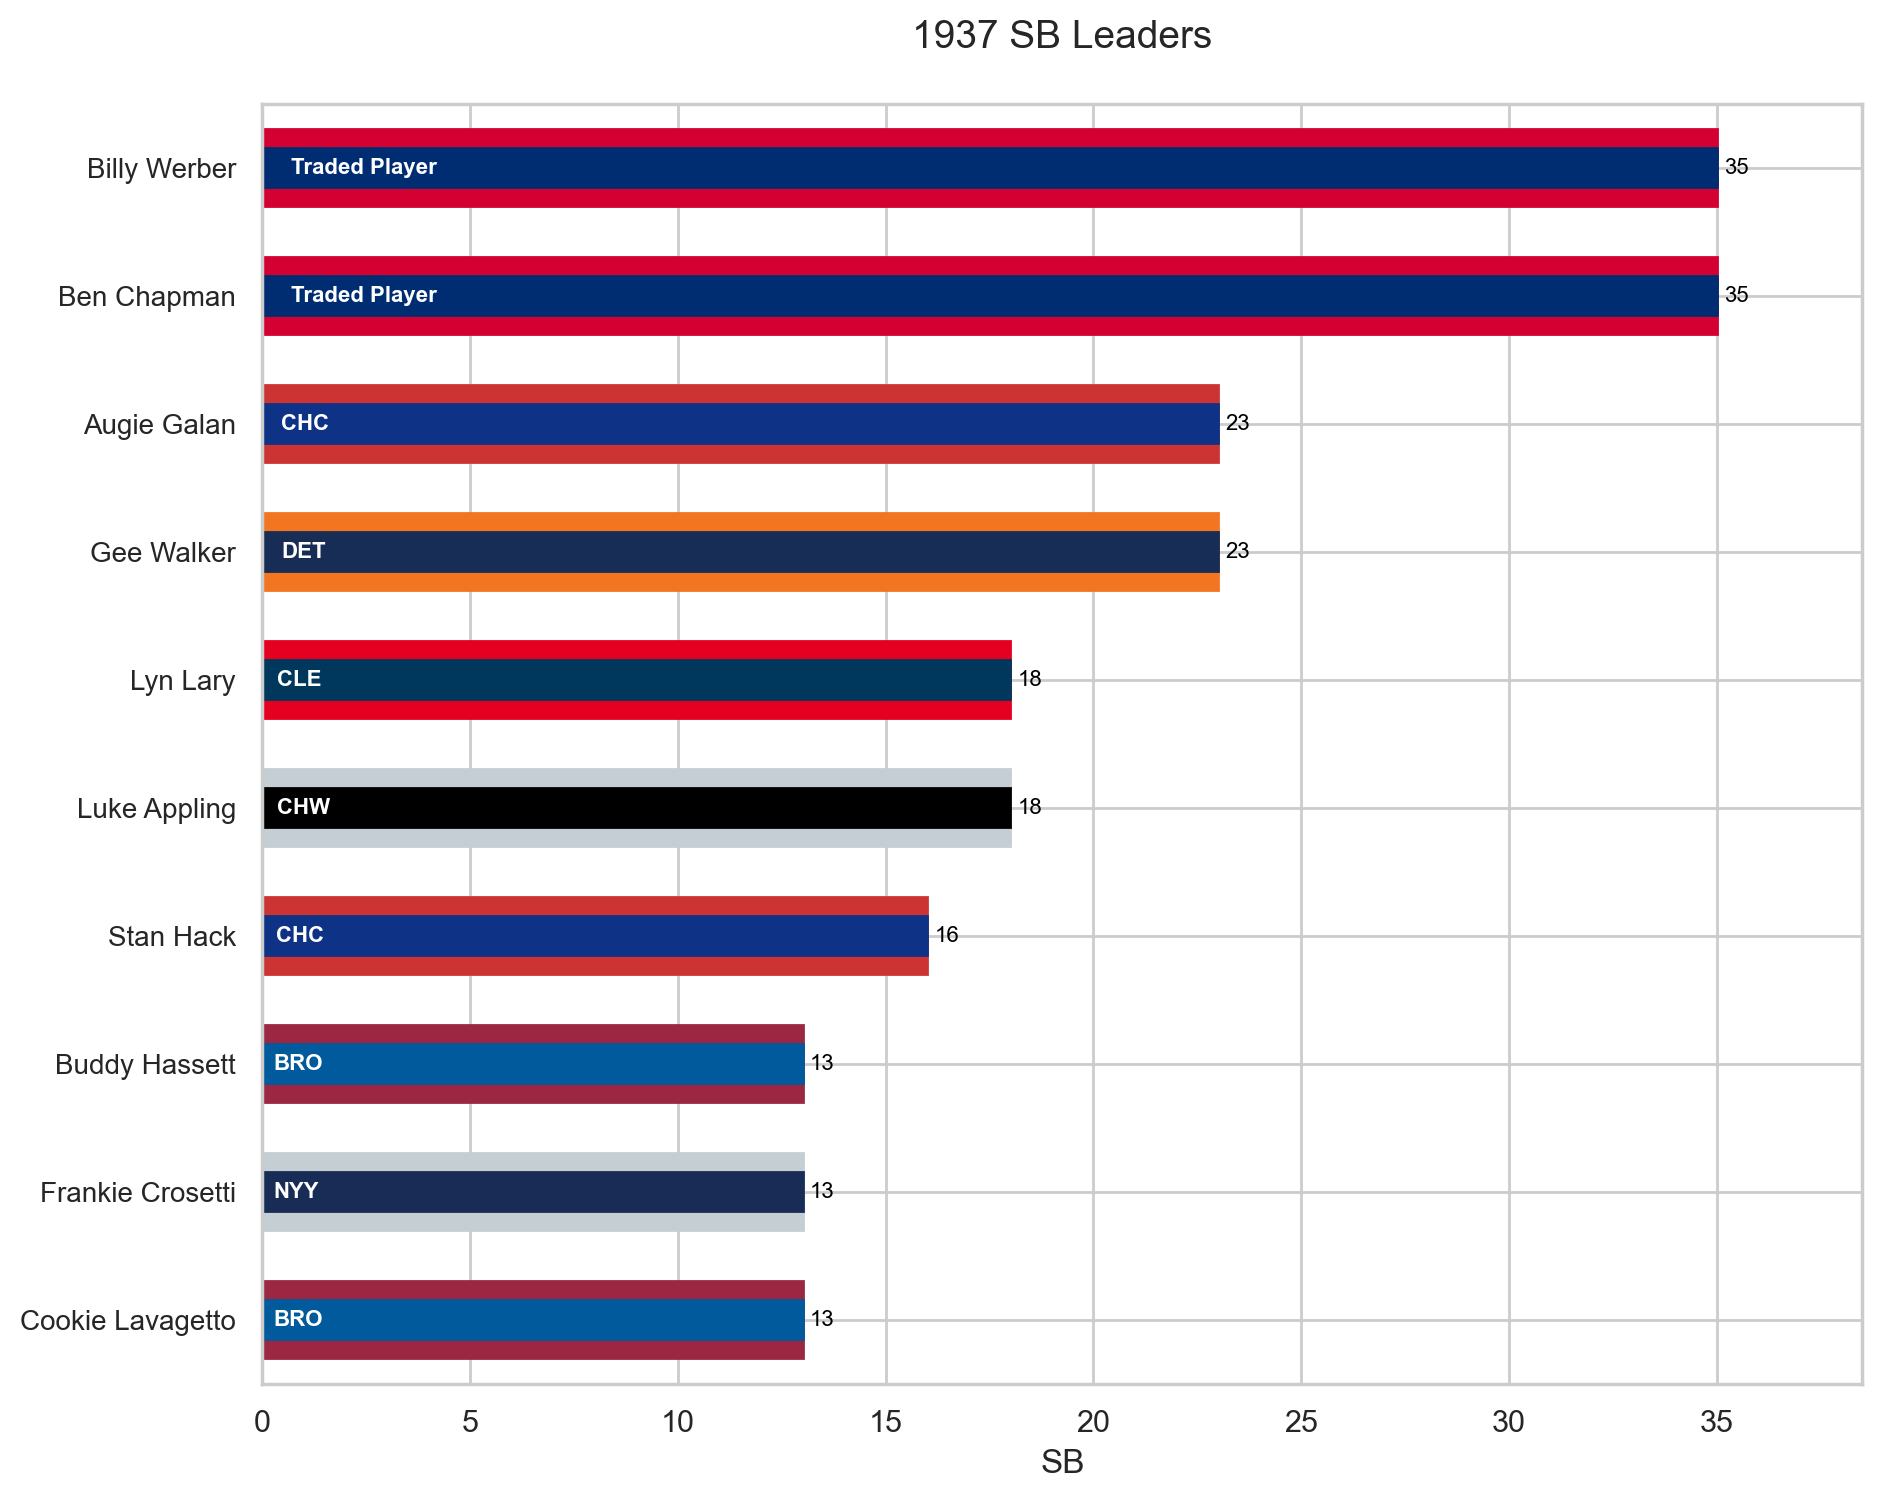 1937 SB Leaders
Billy Werber Traded Player 35
Ben Chapman Traded Player 35
Augie Galan CHC 23
Gee Walker DET 23
Lyn Lary CLE 18
Luke Appling CHW 18
Stan Hack CHC 16
Buddy Hassett BRO 13
Frankie Crosetti NYY 13
Cookie Lavagetto BRO 13
0 5 10 15 20 25 30 35
SB